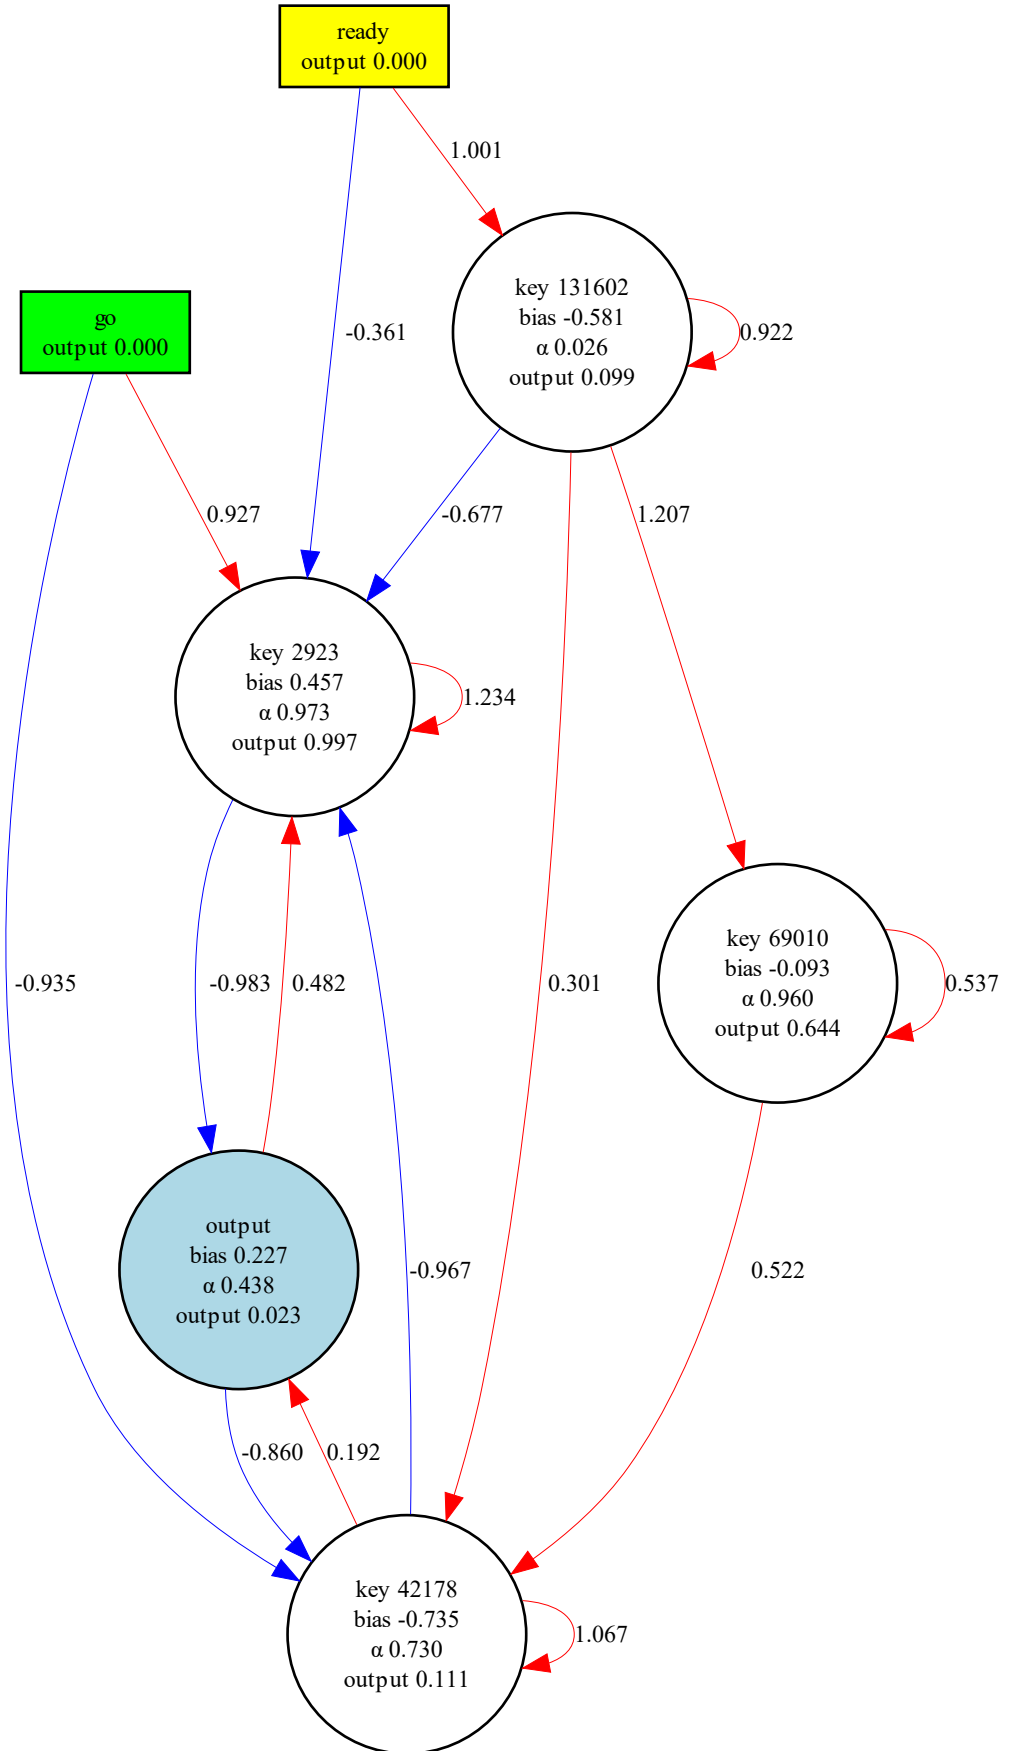 ready
output 0.000
1.001
key 131602
bias -0.581
α 0.026
output 0.099
0.922
go
output 0.000
-0.361
0.927
-0.677
1.207
key 2923
bias 0.457
α 0.973
output 0.997
1.234
key 69010
bias -0.093
α 0.960
output 0.644
0.537
-0.935
-0.983
0.482
0.301
output
bias 0.227
α 0.438
output 0.023
-0.967
0.522
-0.860
0.192
key 42178
bias -0.735
α 0.730
output 0.111
1.067